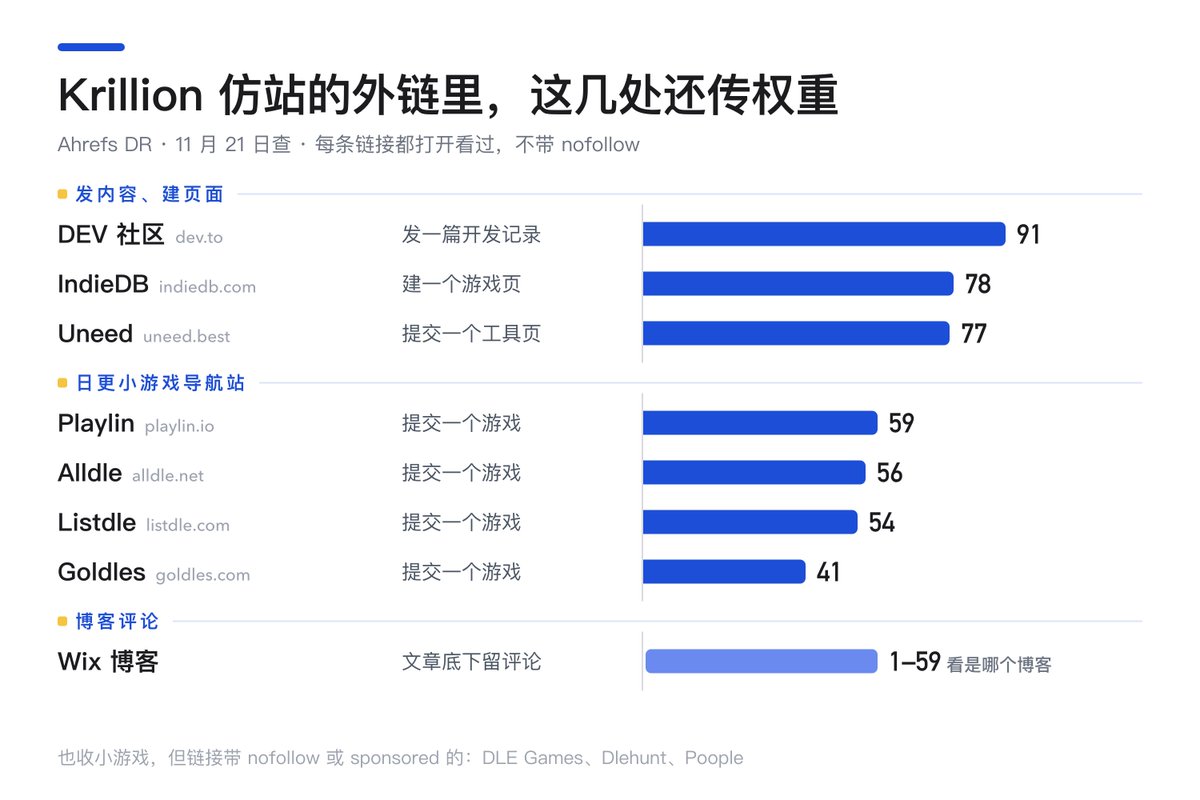 Krillion 仿站的外链里，这几处还传权重
Ahrefs DR · 11 月 21 日查 · 每条链接都打开看过，不带 nofollow
发内容、建页面
DEV 社区 dev.to 发一篇开发记录 91
IndieDB indiedb.com 建一个游戏页 78
Uneed uneed.best 提交一个工具页 77
日更小游戏导航站
Playlin playlin.io 提交一个游戏 59
Alldle alldle.net 提交一个游戏 56
Listdle listdle.com 提交一个游戏 54
Goldles goldles.com 提交一个游戏 41
博客评论
Wix 博客 文章底下留评论 1–59 看是哪个博客
也收小游戏，但链接带 nofollow 或 sponsored 的：DLE Games、Dlehunt、Poople